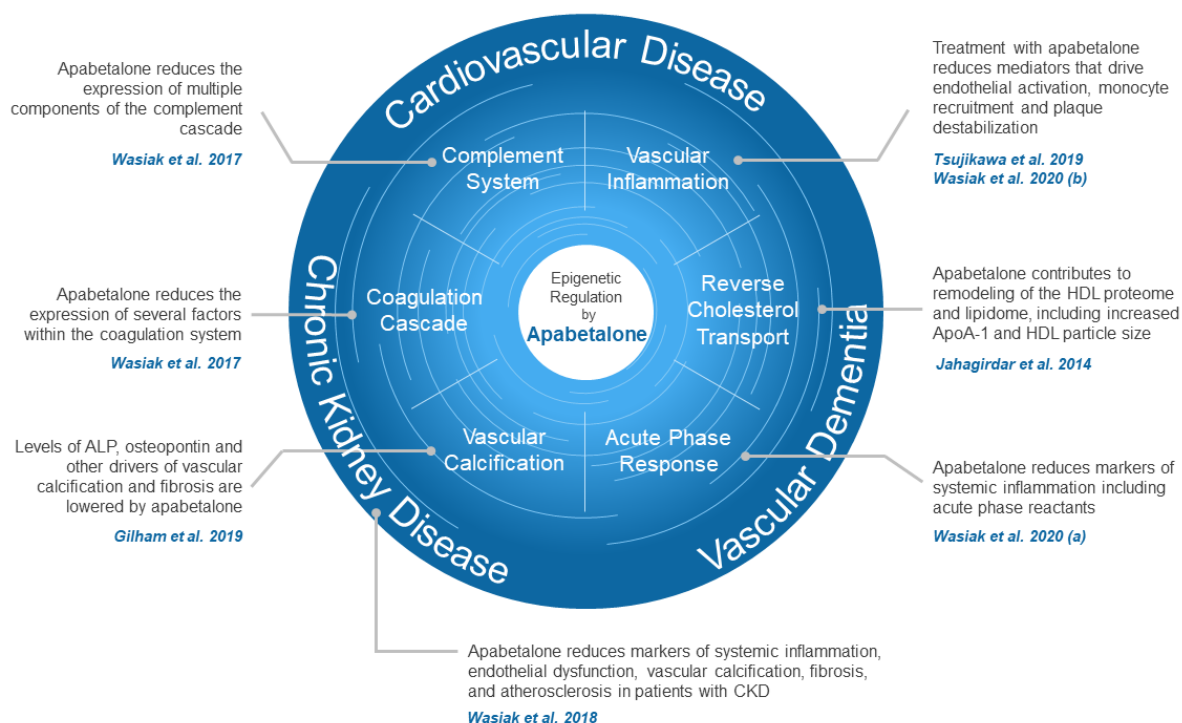 Cardiovascular Disease
Chronic Kidney Disease
Vascular Dementia
Apabetalone reduces the
expression of multiple
components of the complement
cascade
Wasiak et al. 2017
Treatment with apabetalone
reduces mediators that drive
endothelial activation, monocyte
recruitment and plaque
destabilization
Tsujikawa et al. 2019
Wasiak et al. 2020 (b)
Complement
System
Vascular
Inflammation
Apabetalone reduces the
expression of several factors
within the coagulation system
Wasiak et al. 2017
Coagulation
Cascade
Epigenetic
Regulation
by
Apabetalone
Reverse
Cholesterol
Transport
Apabetalone contributes to
remodeling of the HDL proteome
and lipidome, including increased
ApoA-1 and HDL particle size
Jahagirdar et al. 2014
Levels of ALP, osteopontin and
other drivers of vascular
calcification and fibrosis are
lowered by apabetalone
Gilham et al. 2019
Vascular
Calcification
Acute Phase
Response
Apabetalone reduces markers of
systemic inflammation including
acute phase reactants
Wasiak et al. 2020 (a)
Apabetalone reduces markers of systemic inflammation,
endothelial dysfunction, vascular calcification, fibrosis,
and atherosclerosis in patients with CKD
Wasiak et al. 2018